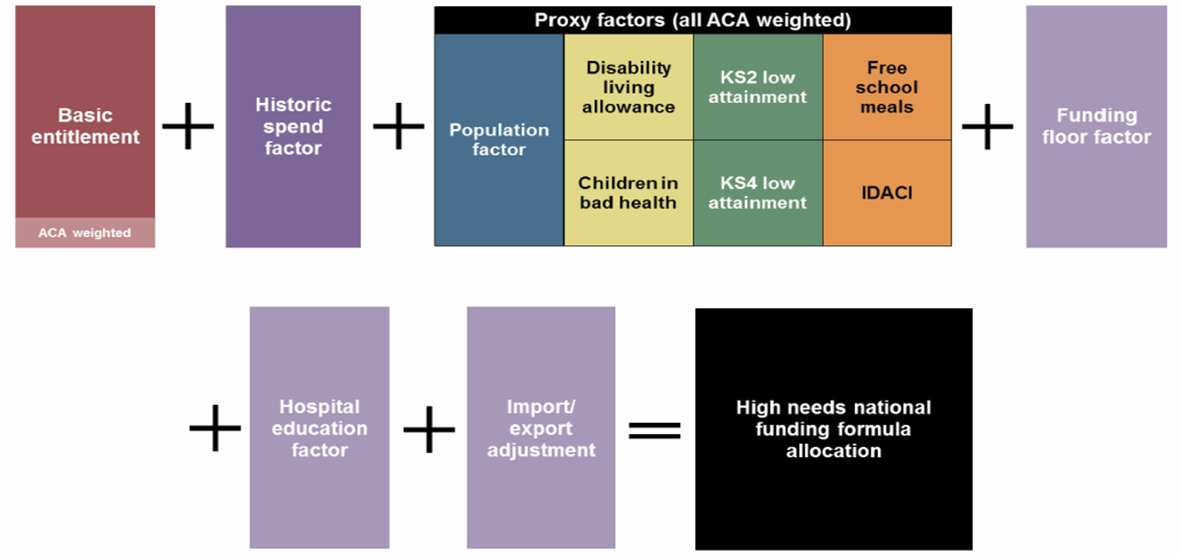 Proxy factors (all ACA weighted)
Basic
entitlement
ACA weighted
Historic
spend
factor
Population
factor
Disability
living
allowance
KS2 low
attainment
Free
school
meals
Children in
bad health
KS4 low
attainment
IDACI
Funding
floor factor
Hospital
education
factor
Import/
export
adjustment
High needs national
funding formula
allocation